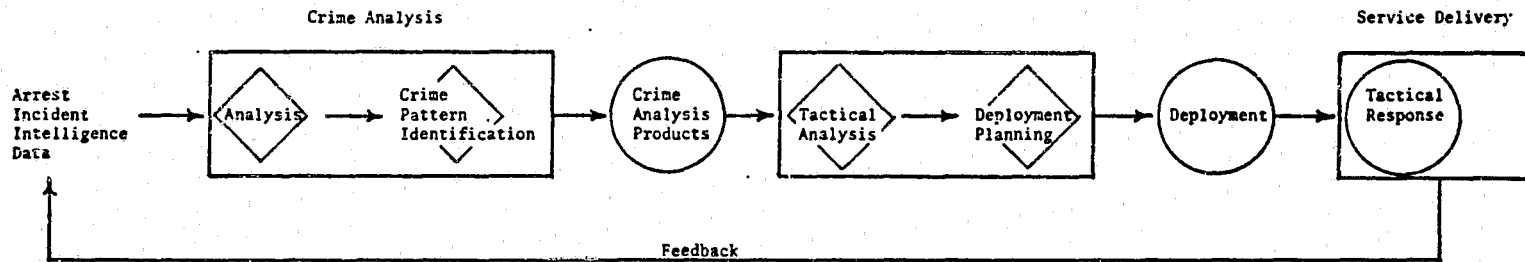 Crime Analysis
Service Delivery
Arrest
Incident
Intelligence
Data
Analysis
Crime
Pattern
Identification
Crime
Analysis
Products
Tactical
Analysis
Deployment
Planning
Deployment
Tactical
Response
Feedback